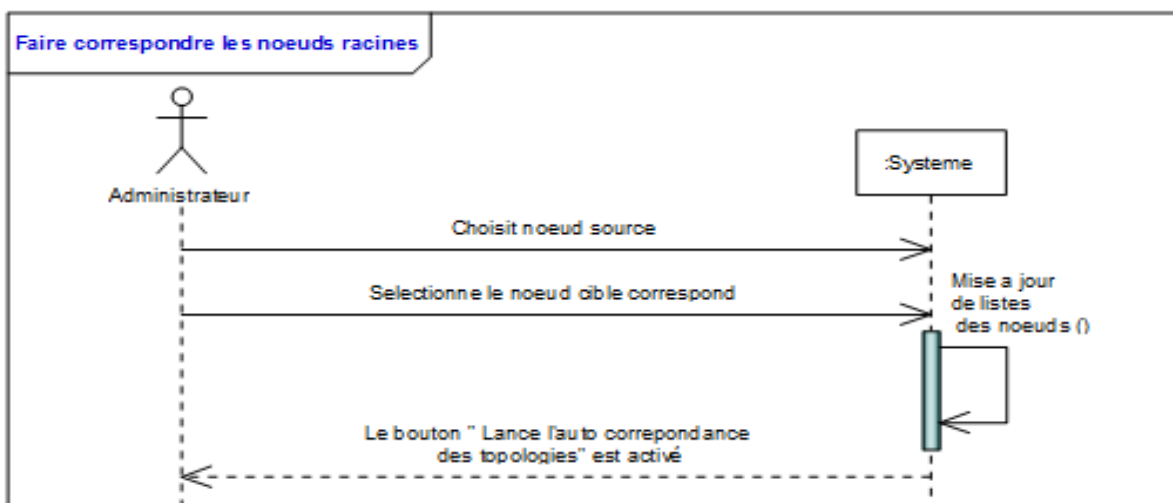 Faire correspondre les noeuds racines
:Systeme
Administrateur
Choisit noeud source
Selectionne le noeud cible correspond
Mise a jour
de listes
des noeuds ()
Le bouton " Lance l'auto correpondance
des topologies" est activé